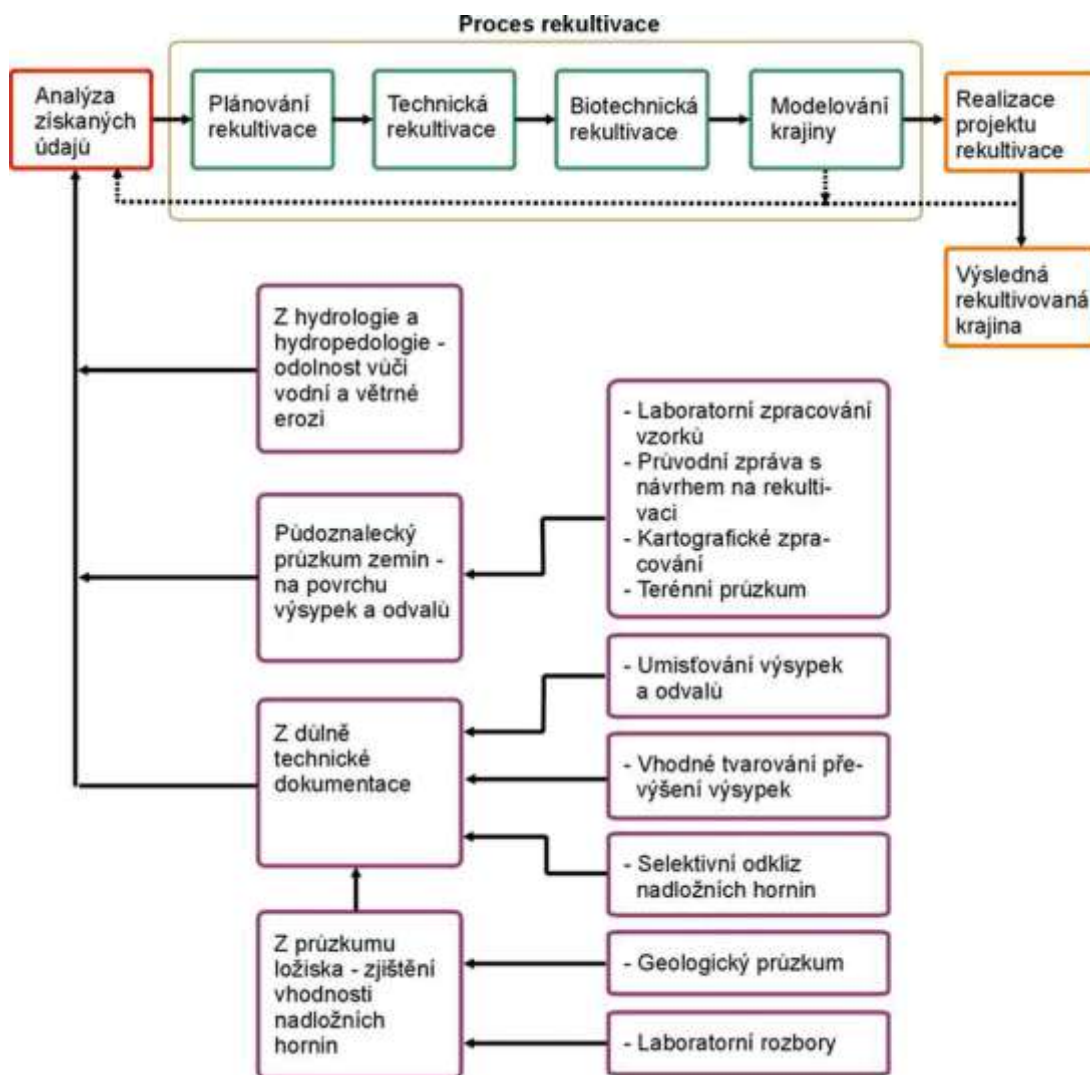 Proces rekultivace
Analýza
získaných
údajů
Plánování
rekultivace
Technická
rekultivace
Biotechnická
rekultivace
Modelování
krajiny
Realizace
projektu
rekultivace
Výsledná
rekultivovaná
krajina
Z hydrologie a
hydropedologie -
odolnost vůči
vodní a větrné
erozi
- Laboratorní zpracování
vzorků
- Průvodní zpráva s
návrhem na rekulti-
vaci
- Kartografické zpra-
cování
- Terénní průzkum
Půdoznalecký
průzkum zemin -
na povrchu
výsypek a odvalů
- Umisťování výsypek
a odvalů
Z důlně
technické
dokumentace
- Vhodné tvarování pře-
výšení výsypek
- Selektivní odkliz
nadložních hornin
Z průzkumu
ložiska - zjištění
vhodnosti
nadložních
hornin
- Geologický průzkum
- Laboratorní rozbory